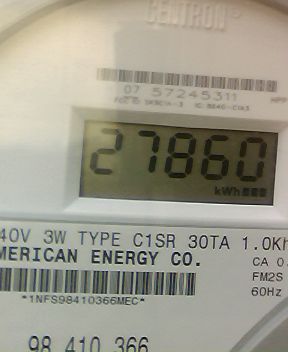 CENTRON®
07 57245311
27860
kWh
40V 3W TYPE C1SR 30TA 1.0Kh
MERICAN ENERGY CO.
CA 0.
FM2S
60Hz
*1NFS98410366MEC*
98 410 366